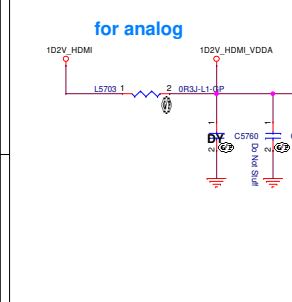 for analog
1D2V_HDMI
1D2V_HDMI_VDDA
L5703 1
2 0R3J-L1-GP
1
DY
2
C5760
Do Not Stuff
1
2
C